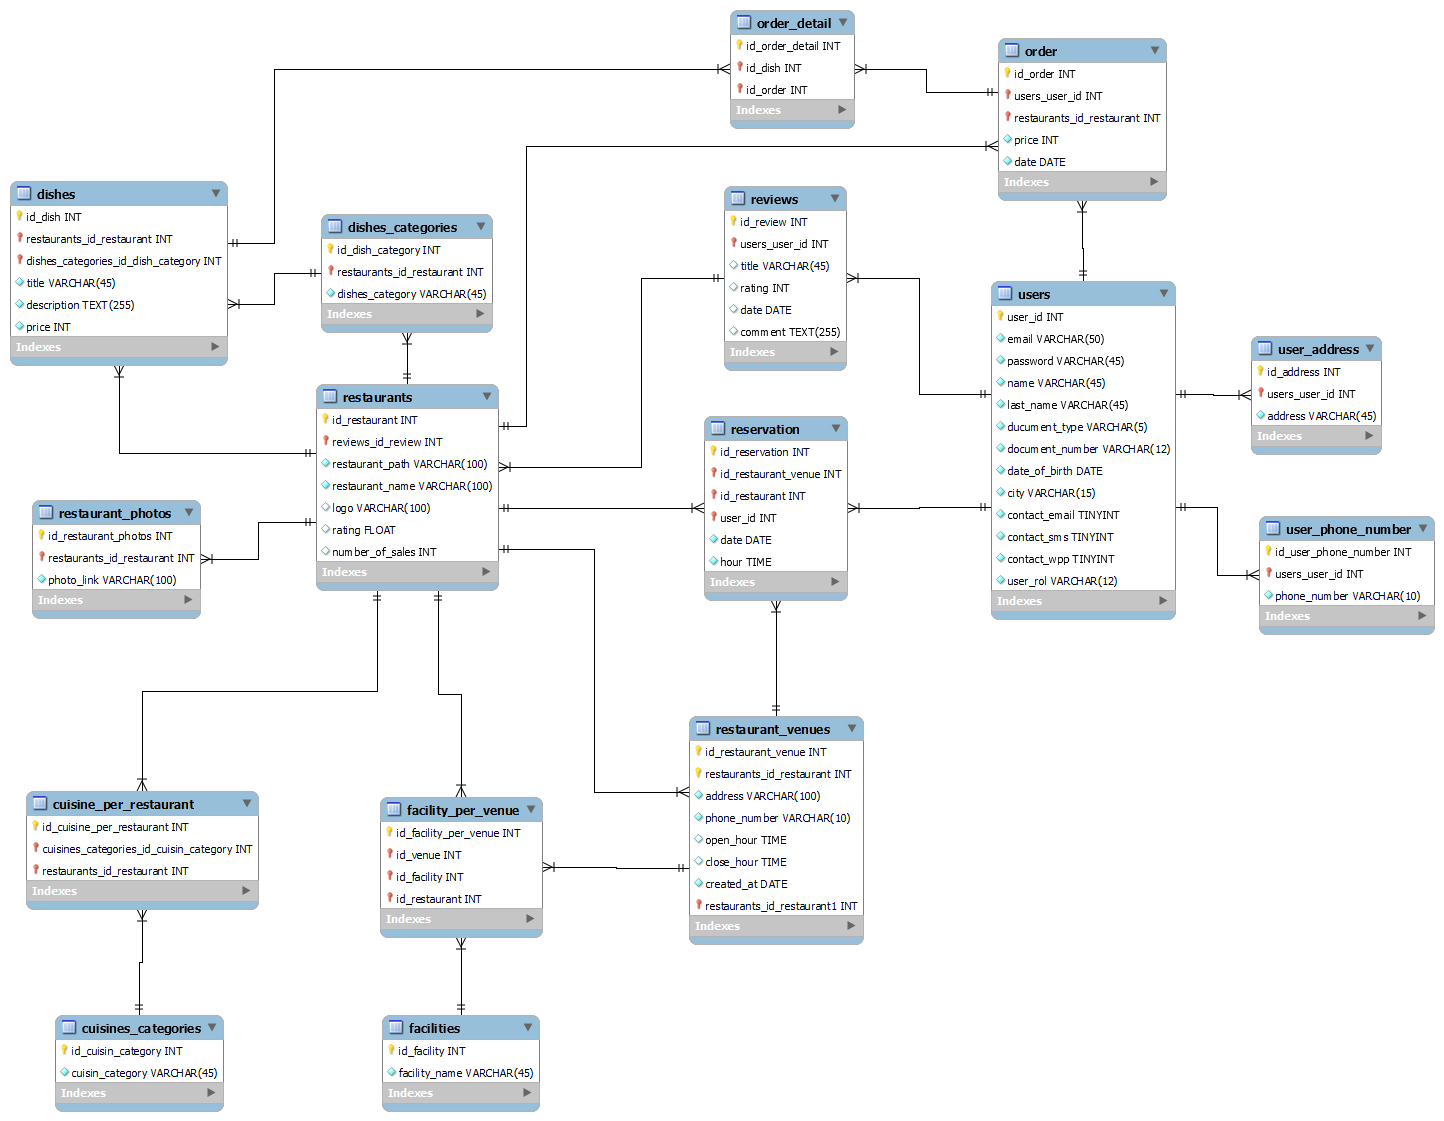 order_detail
id_order_detail INT
id_dish INT
id_order INT
Indexes
order
id_order INT
users_user_id INT
restaurants_id_restaurant INT
price INT
date DATE
Indexes
dishes
id_dish INT
restaurants_id_restaurant INT
dishes_categories_id_dish_category INT
title VARCHAR(45)
description TEXT(255)
price INT
Indexes
dishes_categories
id_dish_category INT
restaurants_id_restaurant INT
dishes_category VARCHAR(45)
Indexes
reviews
id_review INT
users_user_id INT
title VARCHAR(45)
rating INT
date DATE
comment TEXT(255)
Indexes
users
user_id INT
email VARCHAR(50)
password VARCHAR(45)
name VARCHAR(45)
last_name VARCHAR(45)
ducument_type VARCHAR(5)
document_number VARCHAR(12)
date_of_birth DATE
city VARCHAR(15)
contact_email TINYINT
contact_sms TINYINT
contact_wpp TINYINT
user_rol VARCHAR(12)
Indexes
user_address
id_address INT
users_user_id INT
address VARCHAR(45)
Indexes
restaurants
id_restaurant INT
reviews_id_review INT
restaurant_path VARCHAR(100)
restaurant_name VARCHAR(100)
logo VARCHAR(100)
rating FLOAT
number_of_sales INT
Indexes
reservation
id_reservation INT
id_restaurant_venue INT
id_restaurant INT
user_id INT
date DATE
hour TIME
Indexes
restaurant_photos
id_restaurant_photos INT
restaurants_id_restaurant INT
photo_link VARCHAR(100)
Indexes
user_phone_number
id_user_phone_number INT
users_user_id INT
phone_number VARCHAR(10)
Indexes
restaurant_venues
id_restaurant_venue INT
restaurants_id_restaurant INT
address VARCHAR(100)
phone_number VARCHAR(10)
open_hour TIME
close_hour TIME
created_at DATE
restaurants_id_restaurant1 INT
Indexes
cuisine_per_restaurant
id_cuisine_per_restaurant INT
cuisines_categories_id_cuisin_category INT
restaurants_id_restaurant INT
Indexes
facility_per_venue
id_facility_per_venue INT
id_venue INT
id_facility INT
id_restaurant INT
Indexes
cuisines_categories
id_cuisin_category INT
cuisin_category VARCHAR(45)
Indexes
facilities
id_facility INT
facility_name VARCHAR(45)
Indexes